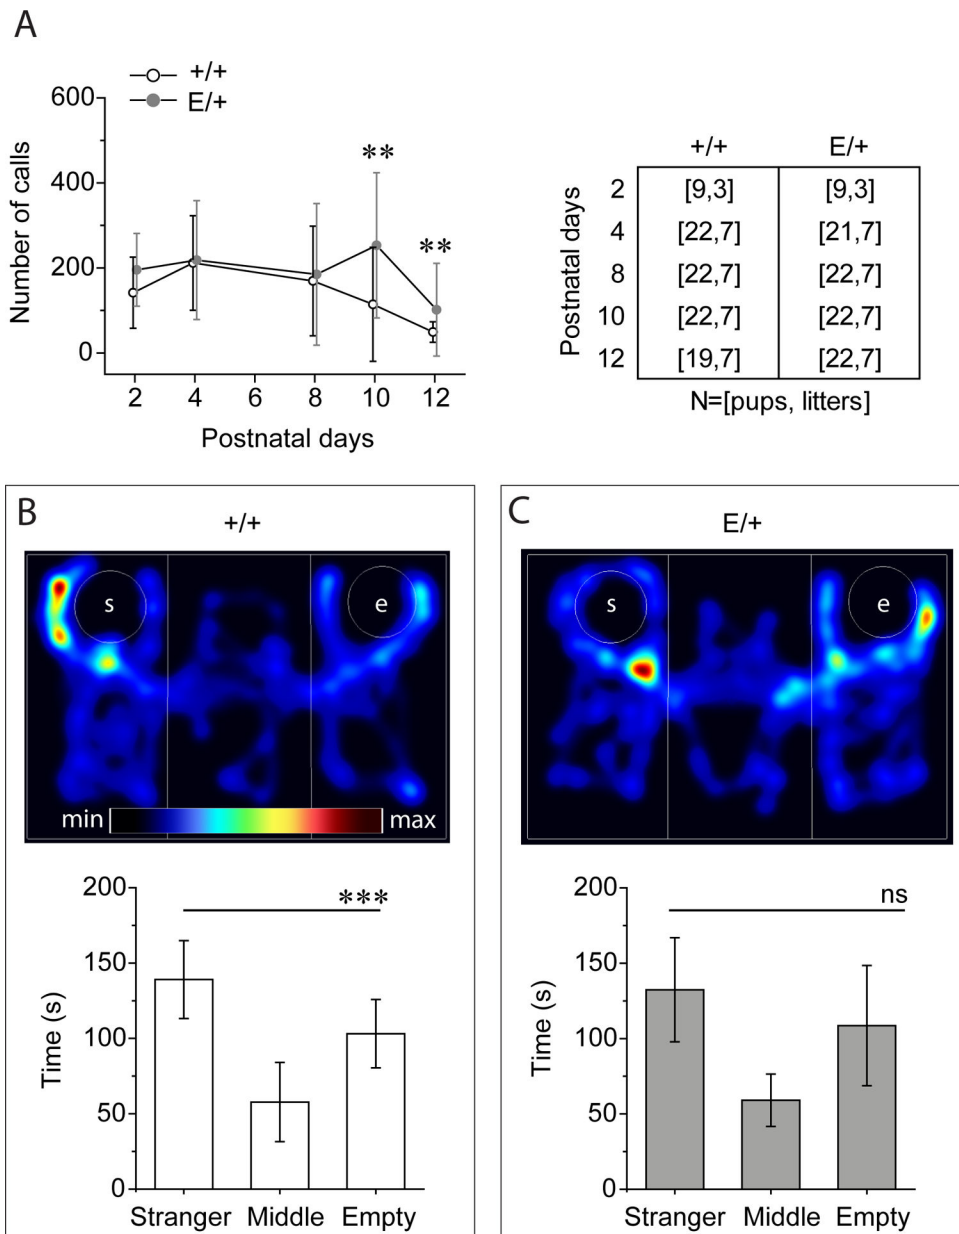 A
+/+
E/+
Number of calls
600
400
200
0
**
**
2 4 6 8 10 12
Postnatal days
+/+ E/+
Postnatal days
2 [9,3] [9,3]
4 [22,7] [21,7]
8 [22,7] [22,7]
10 [22,7] [22,7]
12 [19,7] [22,7]
N=[pups, litters]
B
+/+
s
e
min
max
Time (s)
200
150
100
50
0
***
Stranger Middle Empty
C
E/+
s
e
Time (s)
200
150
100
50
0
ns
Stranger Middle Empty